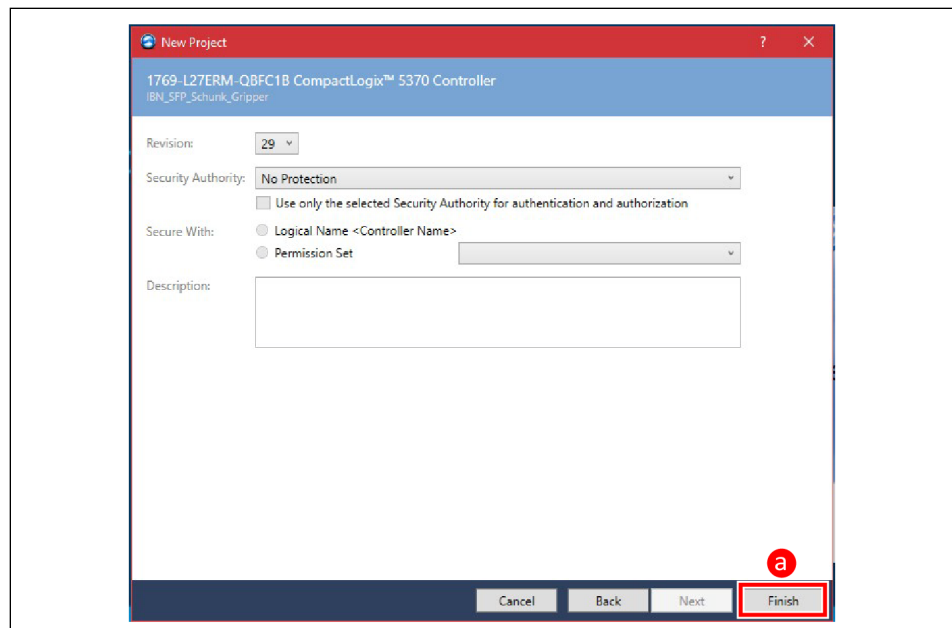 New Project ? ×
1769-L27ERM-QBFC1B CompactLogix™ 5370 Controller
IBN_SFP_Schunk_Gripper
Revision: 29
Security Authority: No Protection
Use only the selected Security Authority for authentication and authorization
Secure With: Logical Name <Controller Name>
Permission Set
Description:
a
Cancel Back Next Finish